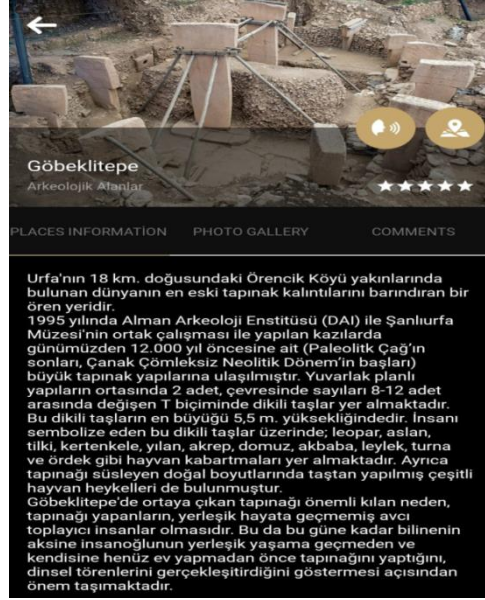 Göbeklitepe
Arkeolojik Alanlar
PLACES INFORMATİON PHOTO GALLERY COMMENTS
Urfa'nın 18 km. doğusundaki Örencik Köyü yakınlarında
bulunan dünyanın en eski tapınak kalıntılarını barındıran bir
ören yeridir.
1995 yılında Alman Arkeoloji Enstitüsü (DAI) ile Şanlıurfa
Müzesi'nin ortak çalışması ile yapılan kazılarda
günümüzden 12.000 yıl öncesine ait (Paleolitk Çağ'ın
sonları, Çanak Çömleksiz Neolitik Dönem'in başları)
büyük tapınak yapılarına ulaşılmıştır. Yuvarlak planlı
yapıların ortasında 2 adet, çevresinde sayıları 8-12 adet
arasında değişen T biçiminde dikili taşlar yer almaktadır.
Bu dikili taşların en büyüğü 5,5 m. yüksekliğindedir. İnsanı
sembolize eden bu dikili taşlar üzerinde; leopar, aslan,
tilki, kertenkele, yılan, akrep, domuz, akbaba, leylek, turna
ve ördek gibi hayvan kabartmaları yer almaktadır. Ayrıca
tapınağı süsleyen doğal boyutlarında taştan yapılmış çeşitli
hayvan heykelleri de bulunmuştur.
Göbeklitepe'de ortaya çıkan tapınağı önemli kılan neden,
tapınağı yapanların, yerleşik hayata geçmemiş avcı
toplayıcı insanlar olmasıdır. Bu da bu güne kadar bilinenin
aksine insanoğlunun yerleşik yaşama geçmeden ve
kendisine henüz ev yapmadan önce tapınağını yaptığını,
dinsel törenlerini gerçekleşitirdiğini göstermesi açısından
önem taşımaktadır.